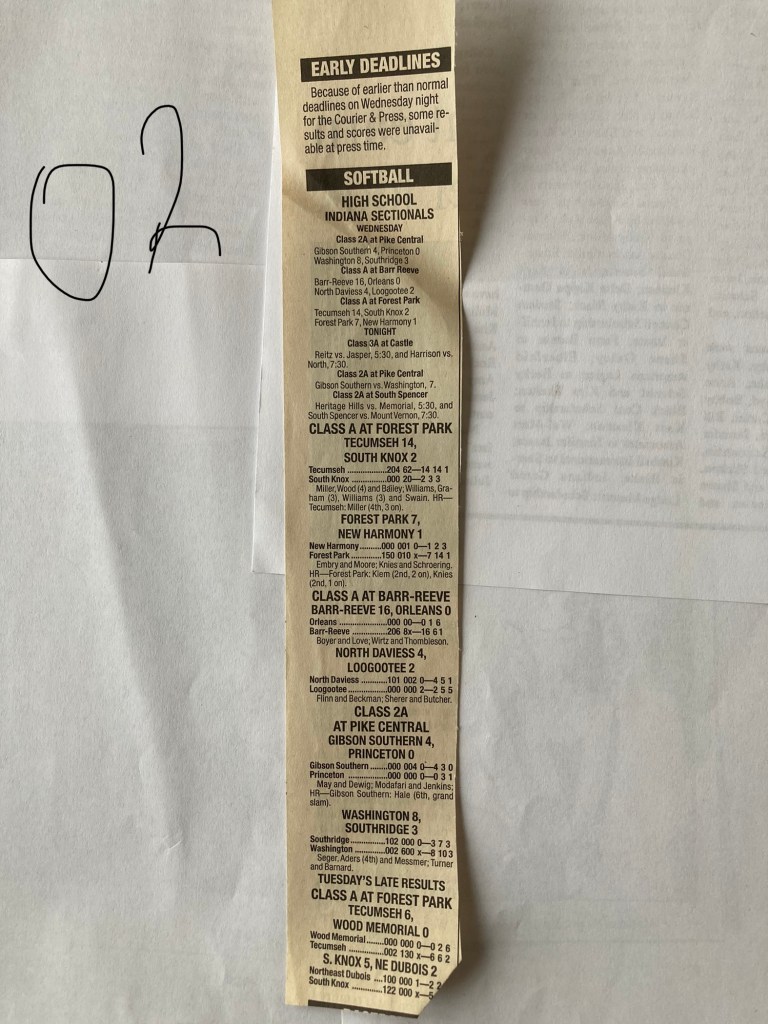 02
EARLY DEADLINES
Because of earlier than normal
deadlines on Wednesday night
for the Courier & Press, some re-
sults and scores were unavail-
able at press time.
SOFTBALL
HIGH SCHOOL
INDIANA SECTIONALS
WEDNESDAY
Class 2A at Pike Central
Gibson Southern 4, Princeton 0
Washington 8, Southridge 3
Class A at Barr Reeve
Barr-Reeve 16, Orleans 0
North Daviess 4, Loogootee 2
Class A at Forest Park
Tecumseh 14, South Knox 2
Forest Park 7, New Harmony 1
TONIGHT
Class 3A at Castle
Reitz vs. Jasper, 5:30, and Harrison vs.
North, 7:30.
Class 2A at Pike Central
Gibson Southern vs. Washington, 7.
Class 2A at South Spencer
Heritage Hills vs. Memorial, 5:30, and
South Spencer vs. Mount Vernon, 7:30.
CLASS A AT FOREST PARK
TECUMSEH 14,
SOUTH KNOX 2
Tecumseh ..................204 62—14 14 1
South Knox ................000 20—2 3 3
Miller, Wood (4) and Bailey; Williams, Gra-
ham (3), Williams (3) and Swain. HR—
Tecumseh: Miller (4th, 3 on).
FOREST PARK 7,
NEW HARMONY 1
New Harmony..........000 001 0—1 2 3
Forest Park..............150 010 x—7 14 1
Embry and Moore; Knies and Schroering.
HR—Forest Park: Klem (2nd, 2 on), Knies
(2nd, 1 on).
CLASS A AT BARR-REEVE
BARR-REEVE 16, ORLEANS 0
Orleans ......................000 00—0 1 6
Barr-Reeve ................206 8x—16 6 1
Boyer and Love; Wirtz and Thombleson.
NORTH DAVIESS 4,
LOOGOOTEE 2
North Daviess ...........101 002 0—4 5 1
Loogootee.................000 000 2—2 5 5
Flinn and Beckman; Sherer and Butcher.
CLASS 2A
AT PIKE CENTRAL
GIBSON SOUTHERN 4,
PRINCETON 0
Gibson Southern ......000 004 0—4 3 0
Princeton ..................000 000 0—0 3 1
May and Dewig; Modafari and Jenkins;
HR—Gibson Southern: Hale (6th, grand
slam).
WASHINGTON 8,
SOUTHRIDGE 3
Southridge................102 000 0—3 7 3
Washington ..............002 600 x—8 10 3
Seger, Aders (4th) and Messmer; Turner
and Barnard.
TUESDAY'S LATE RESULTS
CLASS A AT FOREST PARK
TECUMSEH 6,
WOOD MEMORIAL 0
Wood Memorial........000 000 0—0 2 6
Tecumseh .................002 130 x—6 6 2
S. KNOX 5, NE DUBOIS 2
Northeast Dubois ....100 000 1—2 2
South Knox ..............122 000 x—5